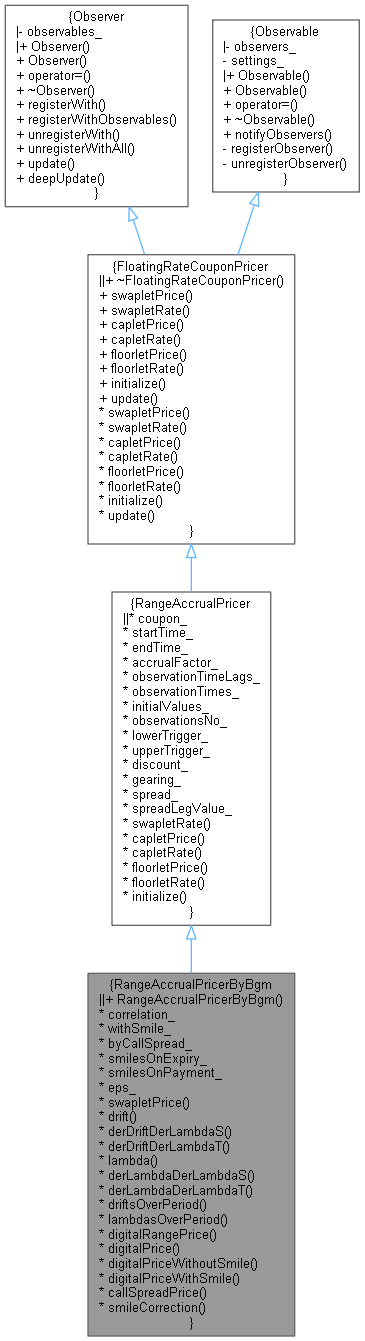 {Observer
|- observables_
|+ Observer()
+ Observer()
+ operator=()
+ ~Observer()
+ registerWith()
+ registerWithObservables()
+ unregisterWith()
+ unregisterWithAll()
+ update()
+ deepUpdate()
}
{Observable
|- observers_
- settings_
|+ Observable()
+ Observable()
+ operator=()
+ ~Observable()
+ notifyObservers()
- registerObserver()
- unregisterObserver()
}
{FloatingRateCouponPricer
||+ ~FloatingRateCouponPricer()
+ swapletPrice()
+ swapletRate()
+ capletPrice()
+ capletRate()
+ floorletPrice()
+ floorletRate()
+ initialize()
+ update()
* swapletPrice()
* swapletRate()
* capletPrice()
* capletRate()
* floorletPrice()
* floorletRate()
* initialize()
* update()
}
{RangeAccrualPricer
||* coupon_
* startTime_
* endTime_
* accrualFactor_
* observationTimeLags_
* observationTimes_
* initialValues_
* observationsNo_
* lowerTrigger_
* upperTrigger_
* discount_
* gearing_
* spread_
* spreadLegValue_
* swapletRate()
* capletPrice()
* capletRate()
* floorletPrice()
* floorletRate()
* initialize()
}
{RangeAccrualPricerByBgm
||+ RangeAccrualPricerByBgm()
* correlation_
* withSmile_
* byCallSpread_
* smilesOnExpiry_
* smilesOnPayment_
* eps_
* swapletPrice()
* drift()
* derDriftDerLambdaS()
* derDriftDerLambdaT()
* lambda()
* derLambdaDerLambdaS()
* derLambdaDerLambdaT()
* driftsOverPeriod()
* lambdasOverPeriod()
* digitalRangePrice()
* digitalPrice()
* digitalPriceWithoutSmile()
* digitalPriceWithSmile()
* callSpreadPrice()
* smileCorrection()
}